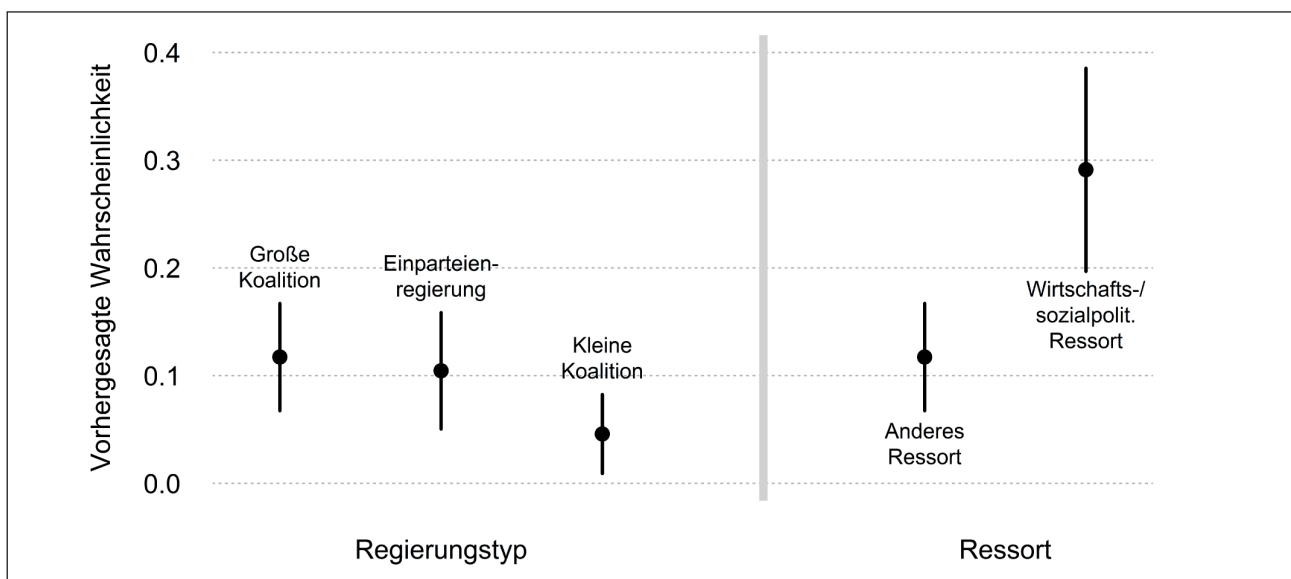 Vorhergesagte Wahrscheinlichkeit
0.4
0.3
0.2
0.1
0.0
Große
Koalition
Einparteien-
regierung
Kleine
Koalition
Anderes
Ressort
Wirtschafts-/
sozialpolit.
Ressort
Regierungstyp
Ressort